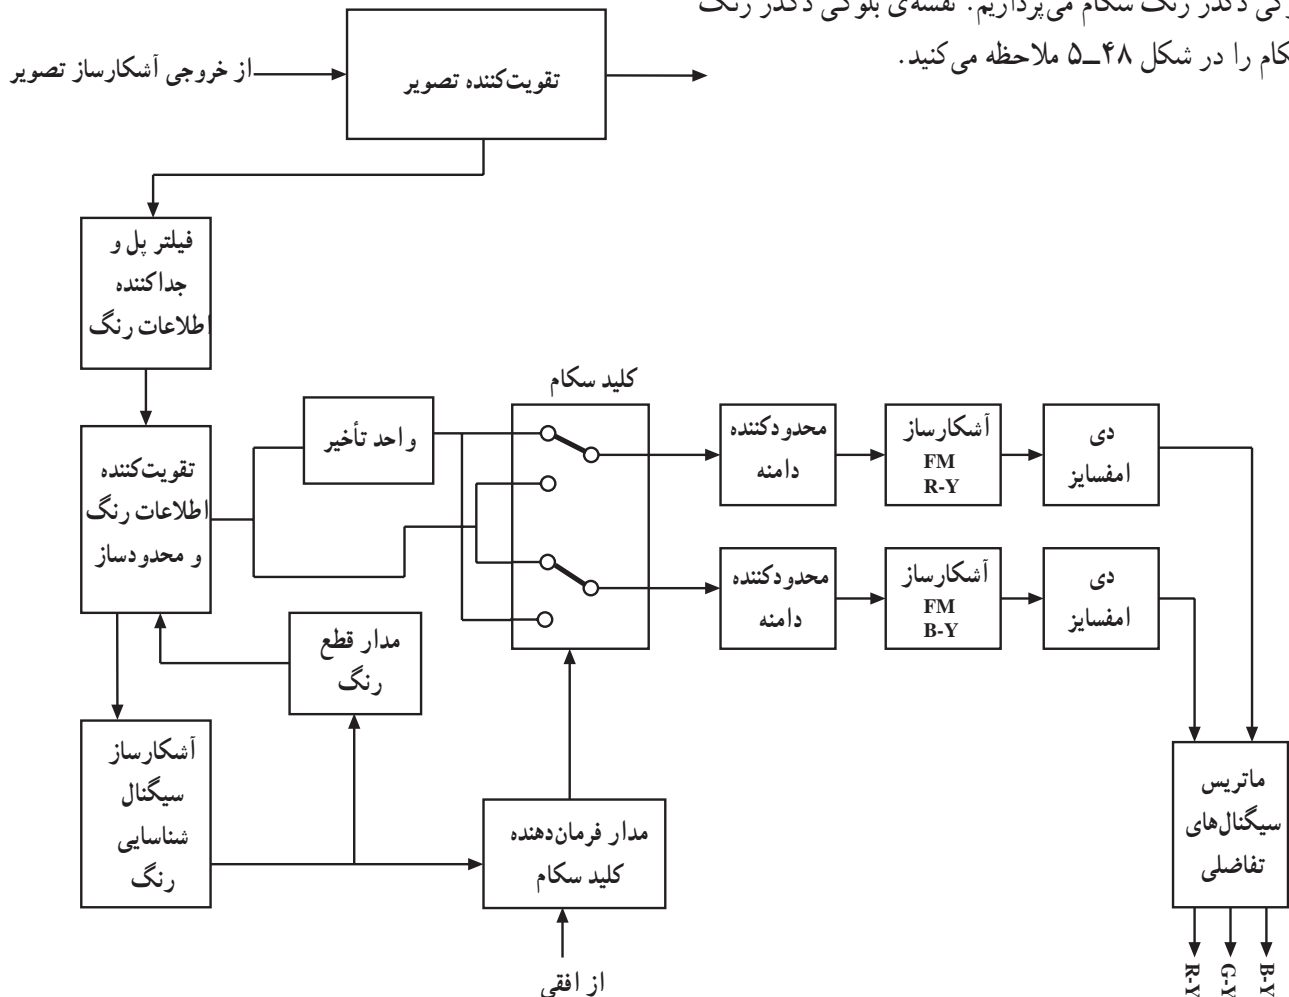 دکدر رنگ سکام می‌پردازیم. نقشه‌ی بلوکی دکدر رنگ
را در شکل ۴۸ــ۵ ملاحظه می‌کنید.
از خروجی آشکارساز تصویر
تقویت‌کننده تصویر
فیلتر پل و
جداکننده
اطلاعات رنگ
کلید سکام
واحد تأخیر
محدودکننده
دامنه
آشکارساز
FM
R-Y
دی
امفسایز
تقویت‌کننده
اطلاعات رنگ
و محدودساز
محدودکننده
دامنه
آشکارساز
FM
B-Y
دی
امفسایز
مدار قطع
رنگ
آشکارساز
سیگنال
شناسایی
رنگ
مدار فرمان‌دهنده
کلید سکام
از افقی
ماتریس
سیگنال‌های
تفاضلی
R-Y
G-Y
B-Y